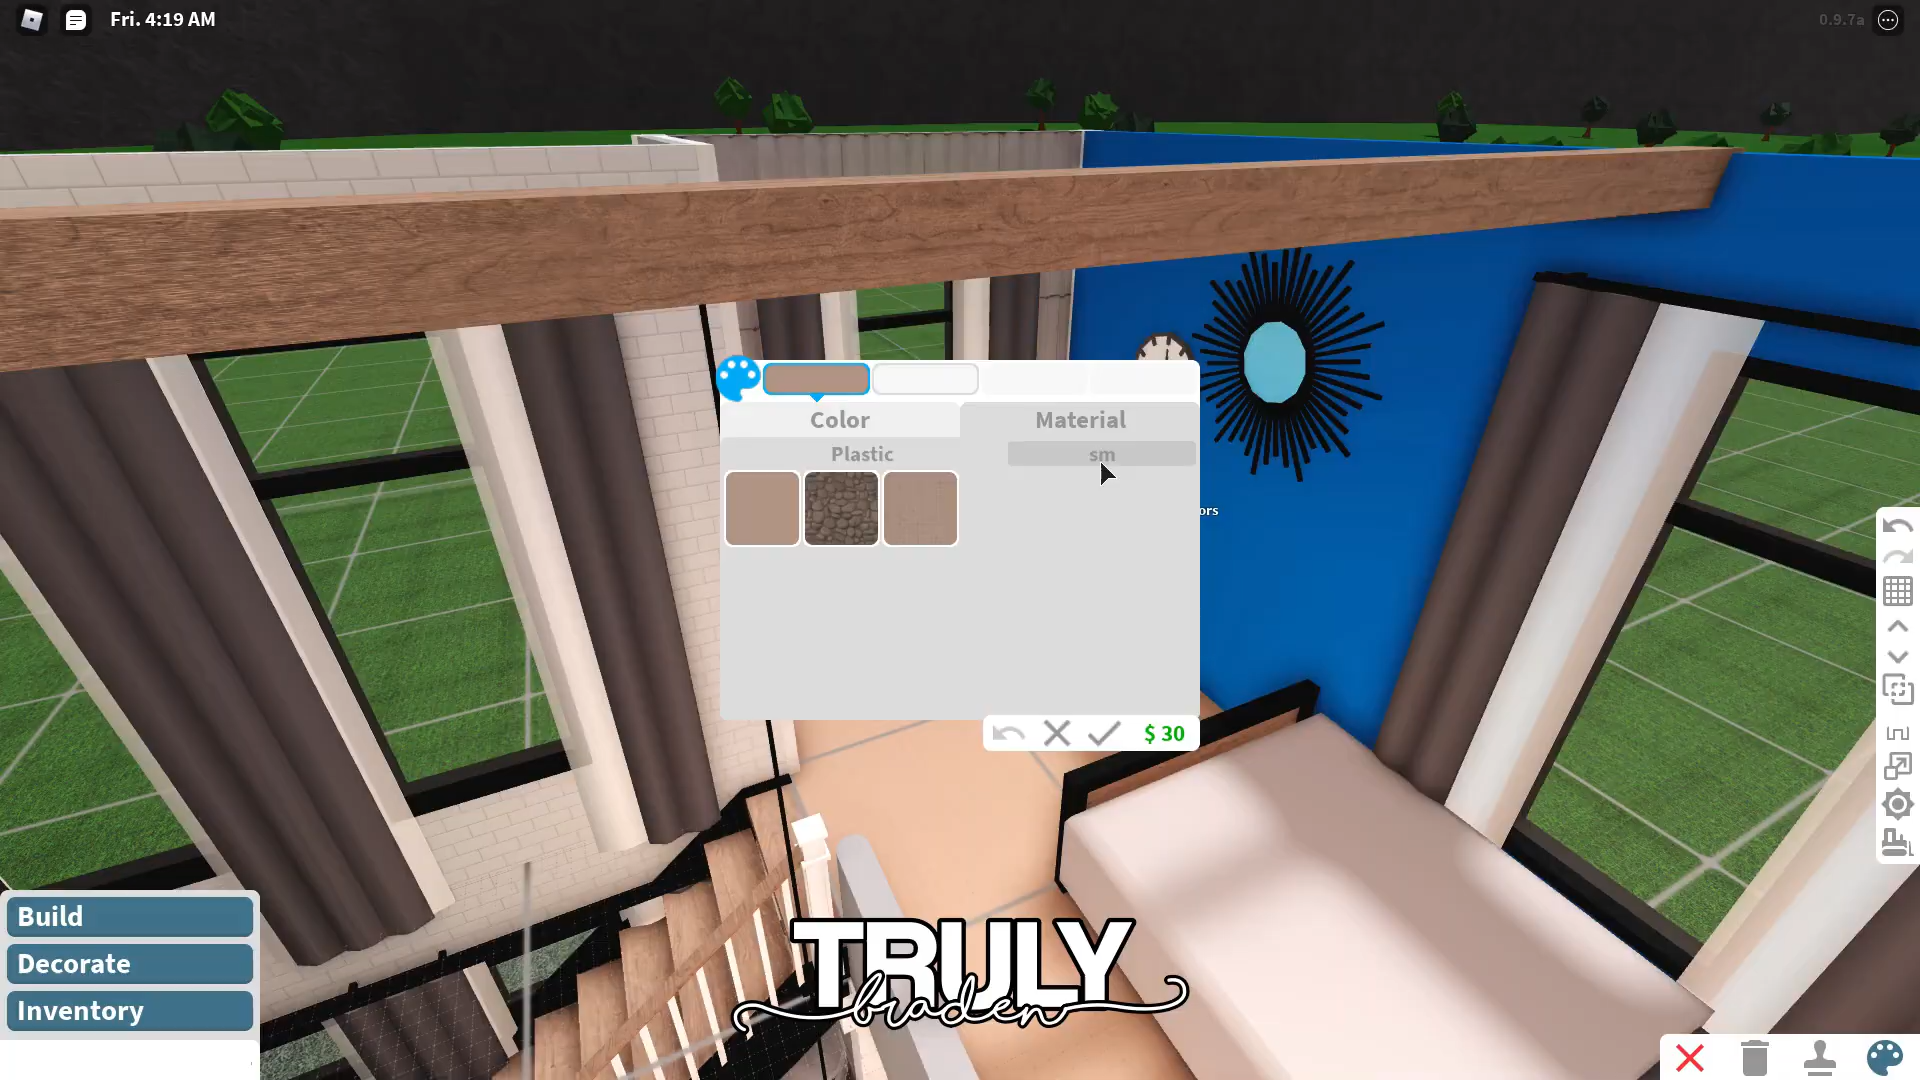 Fri. 4:19 AM
0.9.7a
Color
Material
Plastic
sm
ors
$ 30
Build
Decorate
Inventory
TRULY
braden